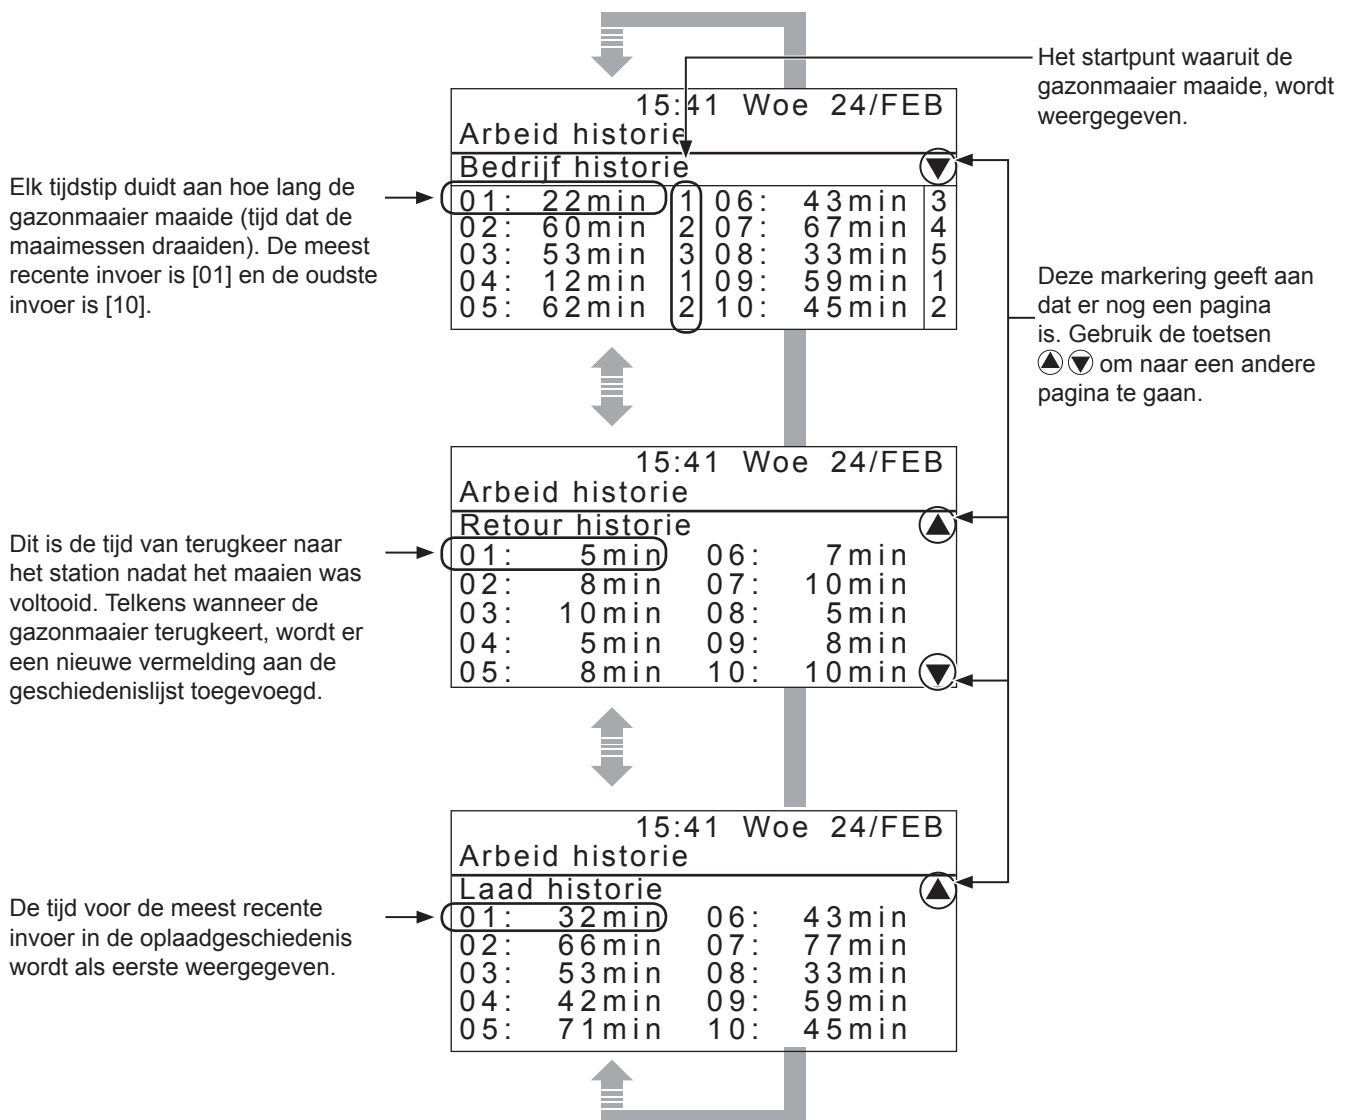 Het startpunt waaruit de
gazonmaaier maaide, wordt
weergegeven.
15:41 Woe 24/FEB
Arbeid historie
Bedrijf historie
01: 22min 1 06: 43min 3
02: 60min 2 07: 67min 4
03: 53min 3 08: 33min 5
04: 12min 1 09: 59min 1
05: 62min 2 10: 45min 2
Elk tijdstip duidt aan hoe lang de
gazonmaaier maaide (tijd dat de
maaimessen draaiden). De meest
recente invoer is [01] en de oudste
invoer is [10].
Deze markering geeft aan
dat er nog een pagina
is. Gebruik de toetsen
▲ ▼ om naar een andere
pagina te gaan.
15:41 Woe 24/FEB
Arbeid historie
Retour historie
01: 5min 06: 7min
02: 8min 07: 10min
03: 10min 08: 5min
04: 5min 09: 8min
05: 8min 10: 10min
Dit is de tijd van terugkeer naar
het station nadat het maaien was
voltooid. Telkens wanneer de
gazonmaaier terugkeert, wordt er
een nieuwe vermelding aan de
geschiedenislijst toegevoegd.
15:41 Woe 24/FEB
Arbeid historie
Laad historie
01: 32min 06: 43min
02: 66min 07: 77min
03: 53min 08: 33min
04: 42min 09: 59min
05: 71min 10: 45min
De tijd voor de meest recente
invoer in de oplaadgeschiedenis
wordt als eerste weergegeven.